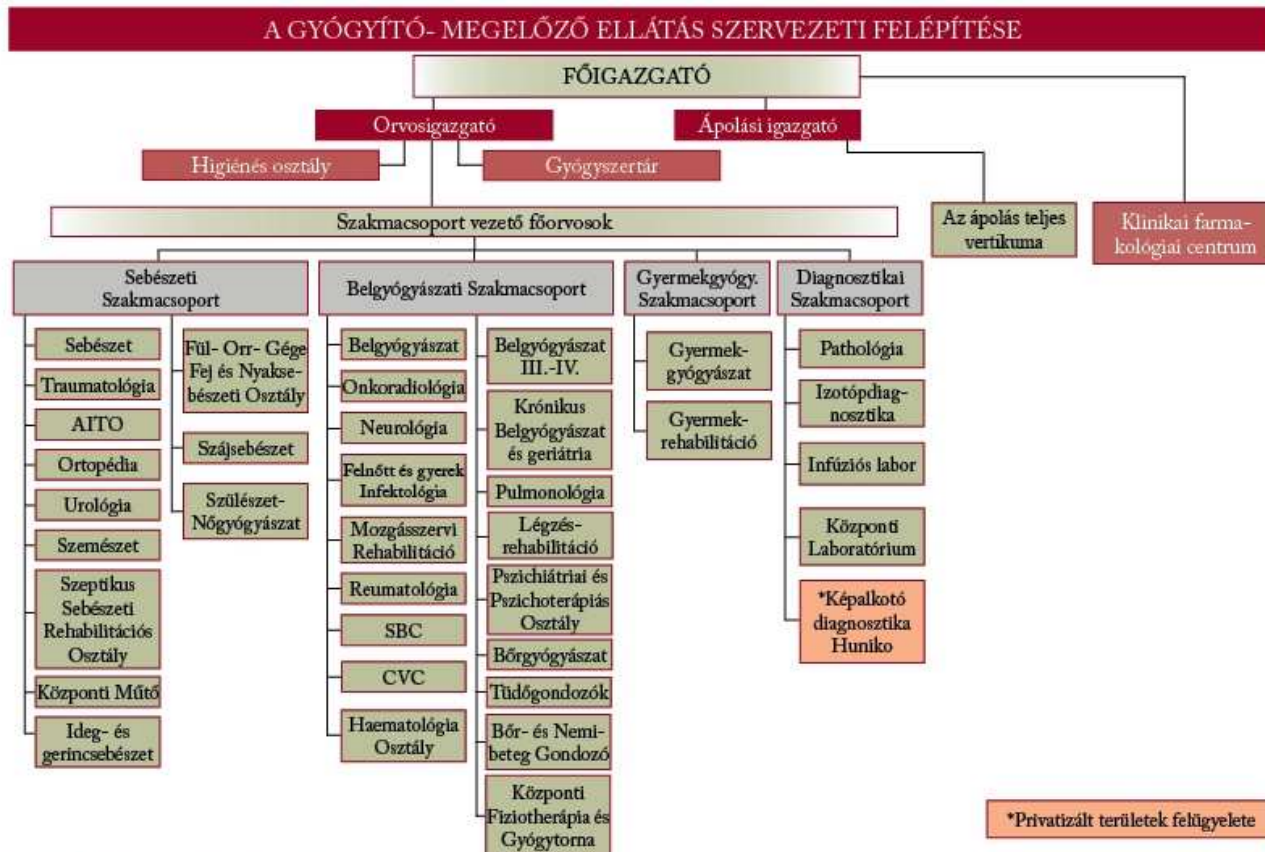 A GYÓGYÍTÓ- MEGELŐZŐ ELLÁTÁS SZERVEZETI FELÉPÍTÉSE
FŐIGAZGATÓ
Orvosigazgató
Ápolási igazgató
Higiénés osztály
Gyógyszertár
Szakmacsoport vezető főorvosok
Az ápolás teljes
vertikuma
Klinikai farma-
kológiai centrum
Sebészeti
Szakmacsoport
Sebészet
Traumatológia
AITO
Ortopédia
Urológia
Szemészet
Szeptikus
Sebészeti
Rehabilitációs
Osztály
Központi Műtő
Ideg- és
gerincsebészet
Fül- Orr- Gége
Fej és Nyakse-
bészeti Osztály
Szájsebészet
Szülészet-
Nőgyógyászat
Belgyógyászati Szakmacsoport
Belgyógyászat
Onkoradiológia
Neurológia
Felnőtt és gyerek
Infektológia
Mozgásszervi
Rehabilitáció
Reumatológia
SBC
CVC
Haematológia
Osztály
Belgyógyászat
III.-IV.
Krónikus
Belgyógyászat
és geriátria
Pulmonológia
Légzés-
rehabilitáció
Pszichiátriai és
Pszichoterápiás
Osztály
Bőrgyógyászat
Tüdőgondozók
Bőr- és Nemi-
beteg Gondozó
Központi
Fiziotherápia és
Gyógytorna
Gyermekgyógy.
Szakmacsoport
Gyermek-
gyógyászat
Gyermek-
rehabilitáció
Diagnosztikai
Szakmacsoport
Pathológia
Izotópdiag-
nosztika
Infúziós labor
Központi
Laboratórium
*Képalkotó
diagnosztika
Huniko
*Privatizált területek felügyelete